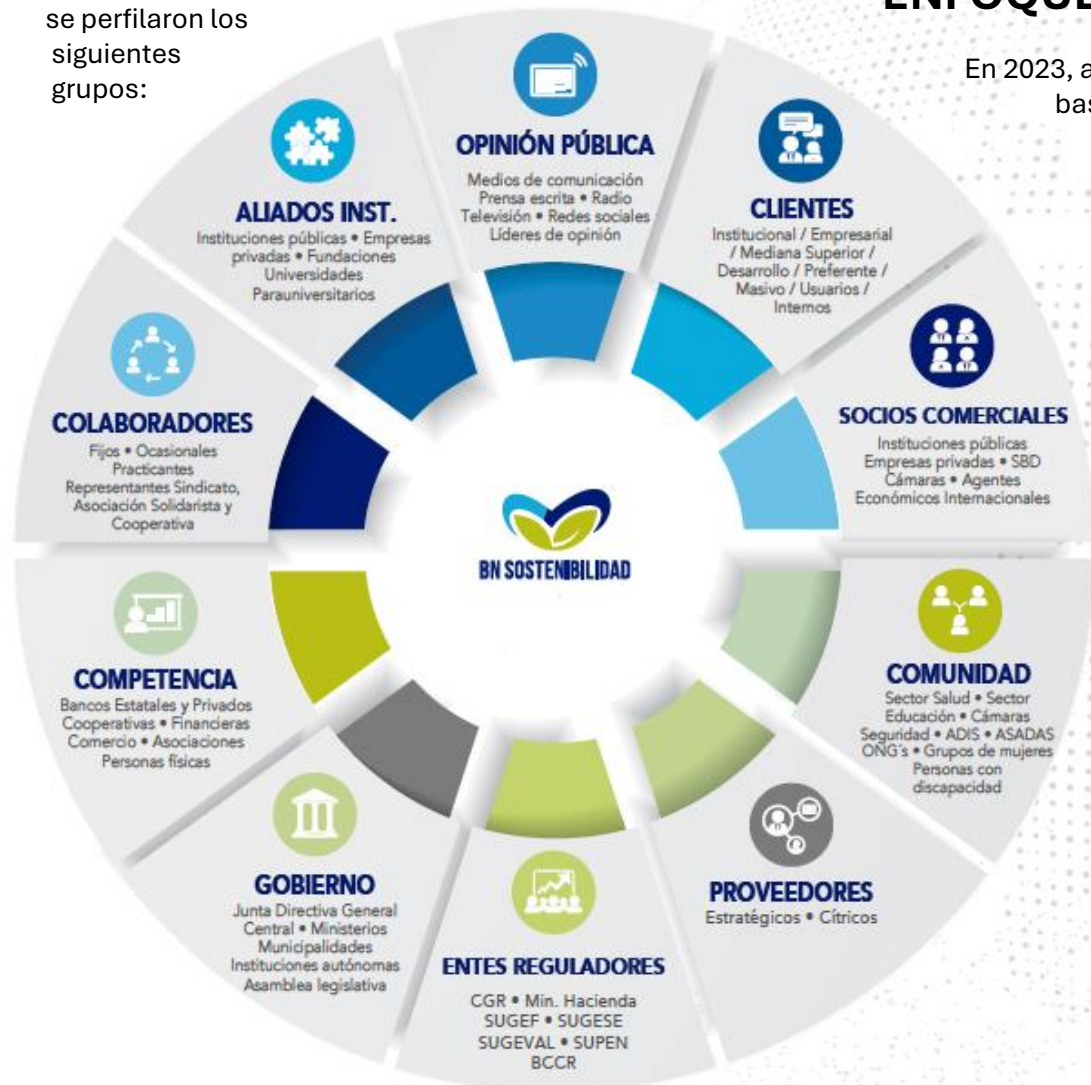 se perfilaron los
siguientes
grupos:
ENFOQUE
En 2023, a
bas
OPINIÓN PÚBLICA
Medios de comunicación
Prensa escrita • Radio
Televisión • Redes sociales
Líderes de opinión
CLIENTES
Institucional / Empresarial
/ Mediana Superior /
Desarrollo / Preferente /
Masivo / Usuarios /
Internos
SOCIOS COMERCIALES
Instituciones públicas
Empresas privadas • SBD
Cámaras • Agentes
Económicos Internacionales
COMUNIDAD
Sector Salud • Sector
Educación • Cámaras
Seguridad • ADIS • ASADAS
ONG´s • Grupos de mujeres
Personas con
discapacidad
PROVEEDORES
Estratégicos • Cítricos
ENTES REGULADORES
CGR • Min. Hacienda
SUGEF • SUGESE
SUGEVAL • SUPEN
BCCR
GOBIERNO
Junta Directiva General
Central • Ministerios
Municipalidades
Instituciones autónomas
Asamblea legislativa
COMPETENCIA
Bancos Estatales y Privados
Cooperativas • Financieras
Comercio • Asociaciones
Personas físicas
COLABORADORES
Fijos • Ocasionales
Practicantes
Representantes Sindicato,
Asociación Solidarista y
Cooperativa
ALIADOS INST.
Instituciones públicas • Empresas
privadas • Fundaciones
Universidades
Parauniversitarios
BN SOSTENIBILIDAD